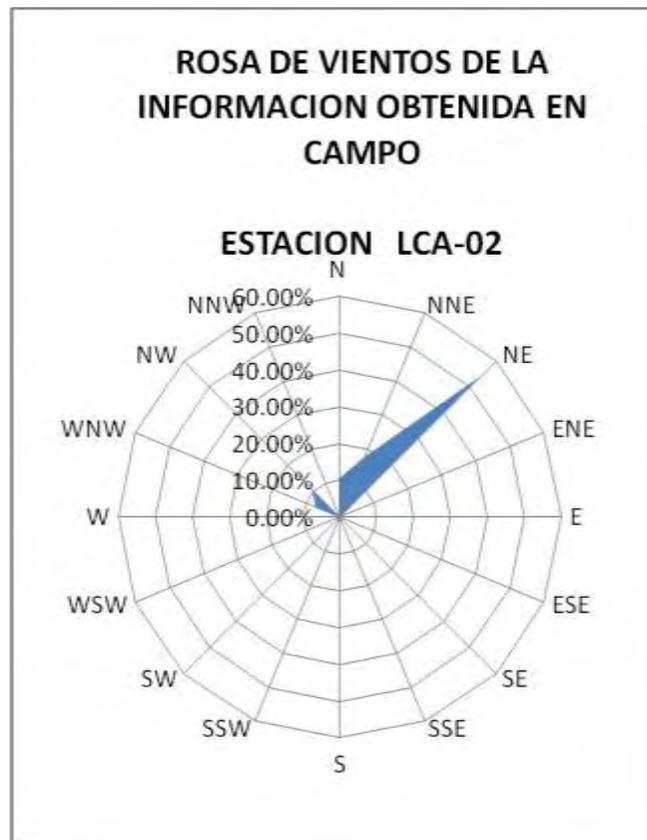 ROSA DE VIENTOS DE LA
INFORMACION OBTENIDA EN
CAMPO
ESTACION LCA-02
N
NNE
NE
ENE
E
ESE
SE
SSE
S
SSW
SW
WSW
W
WNW
NW
NNW
60.00%
50.00%
40.00%
30.00%
20.00%
10.00%
0.00%